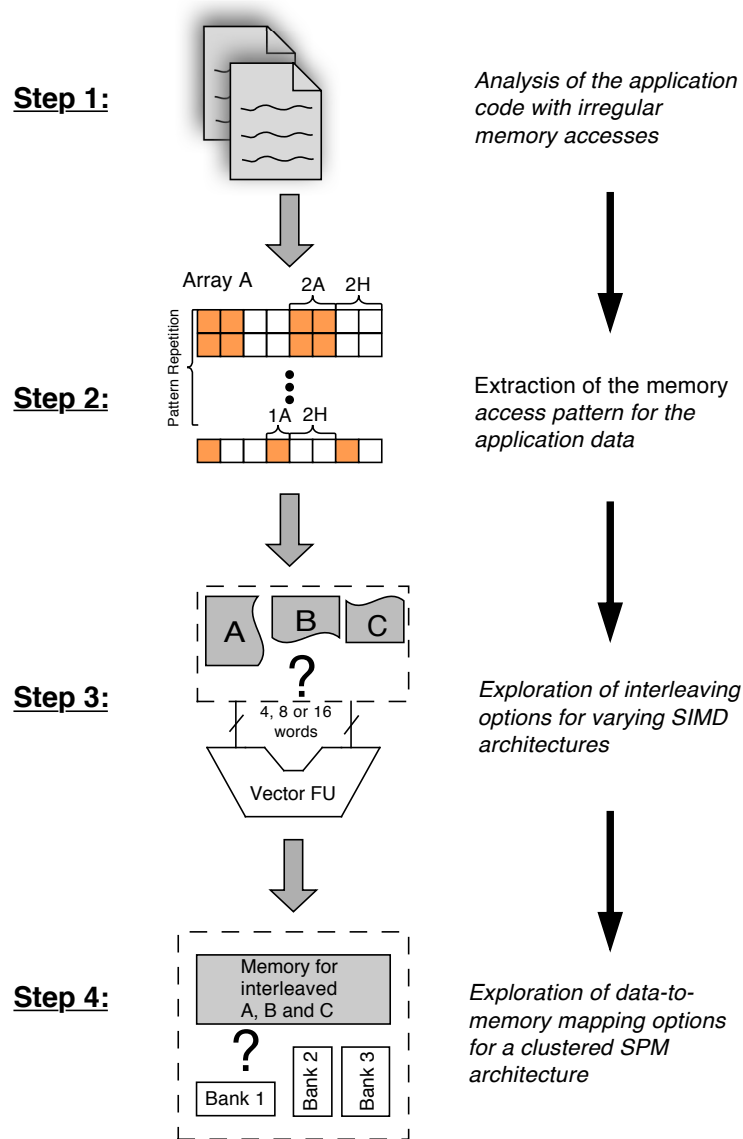 Step 1:
Analysis of the application
code with irregular
memory accesses
Array A
2A 2H
Pattern Repetition
1A 2H
Step 2:
Extraction of the memory
access pattern for the
application data
A
B
C
?
4, 8 or 16
words
Vector FU
Step 3:
Exploration of interleaving
options for varying SIMD
architectures
Step 4:
Memory for
interleaved
A, B and C
?
Bank 1
Bank 2
Bank 3
Exploration of data-to-
memory mapping options
for a clustered SPM
architecture